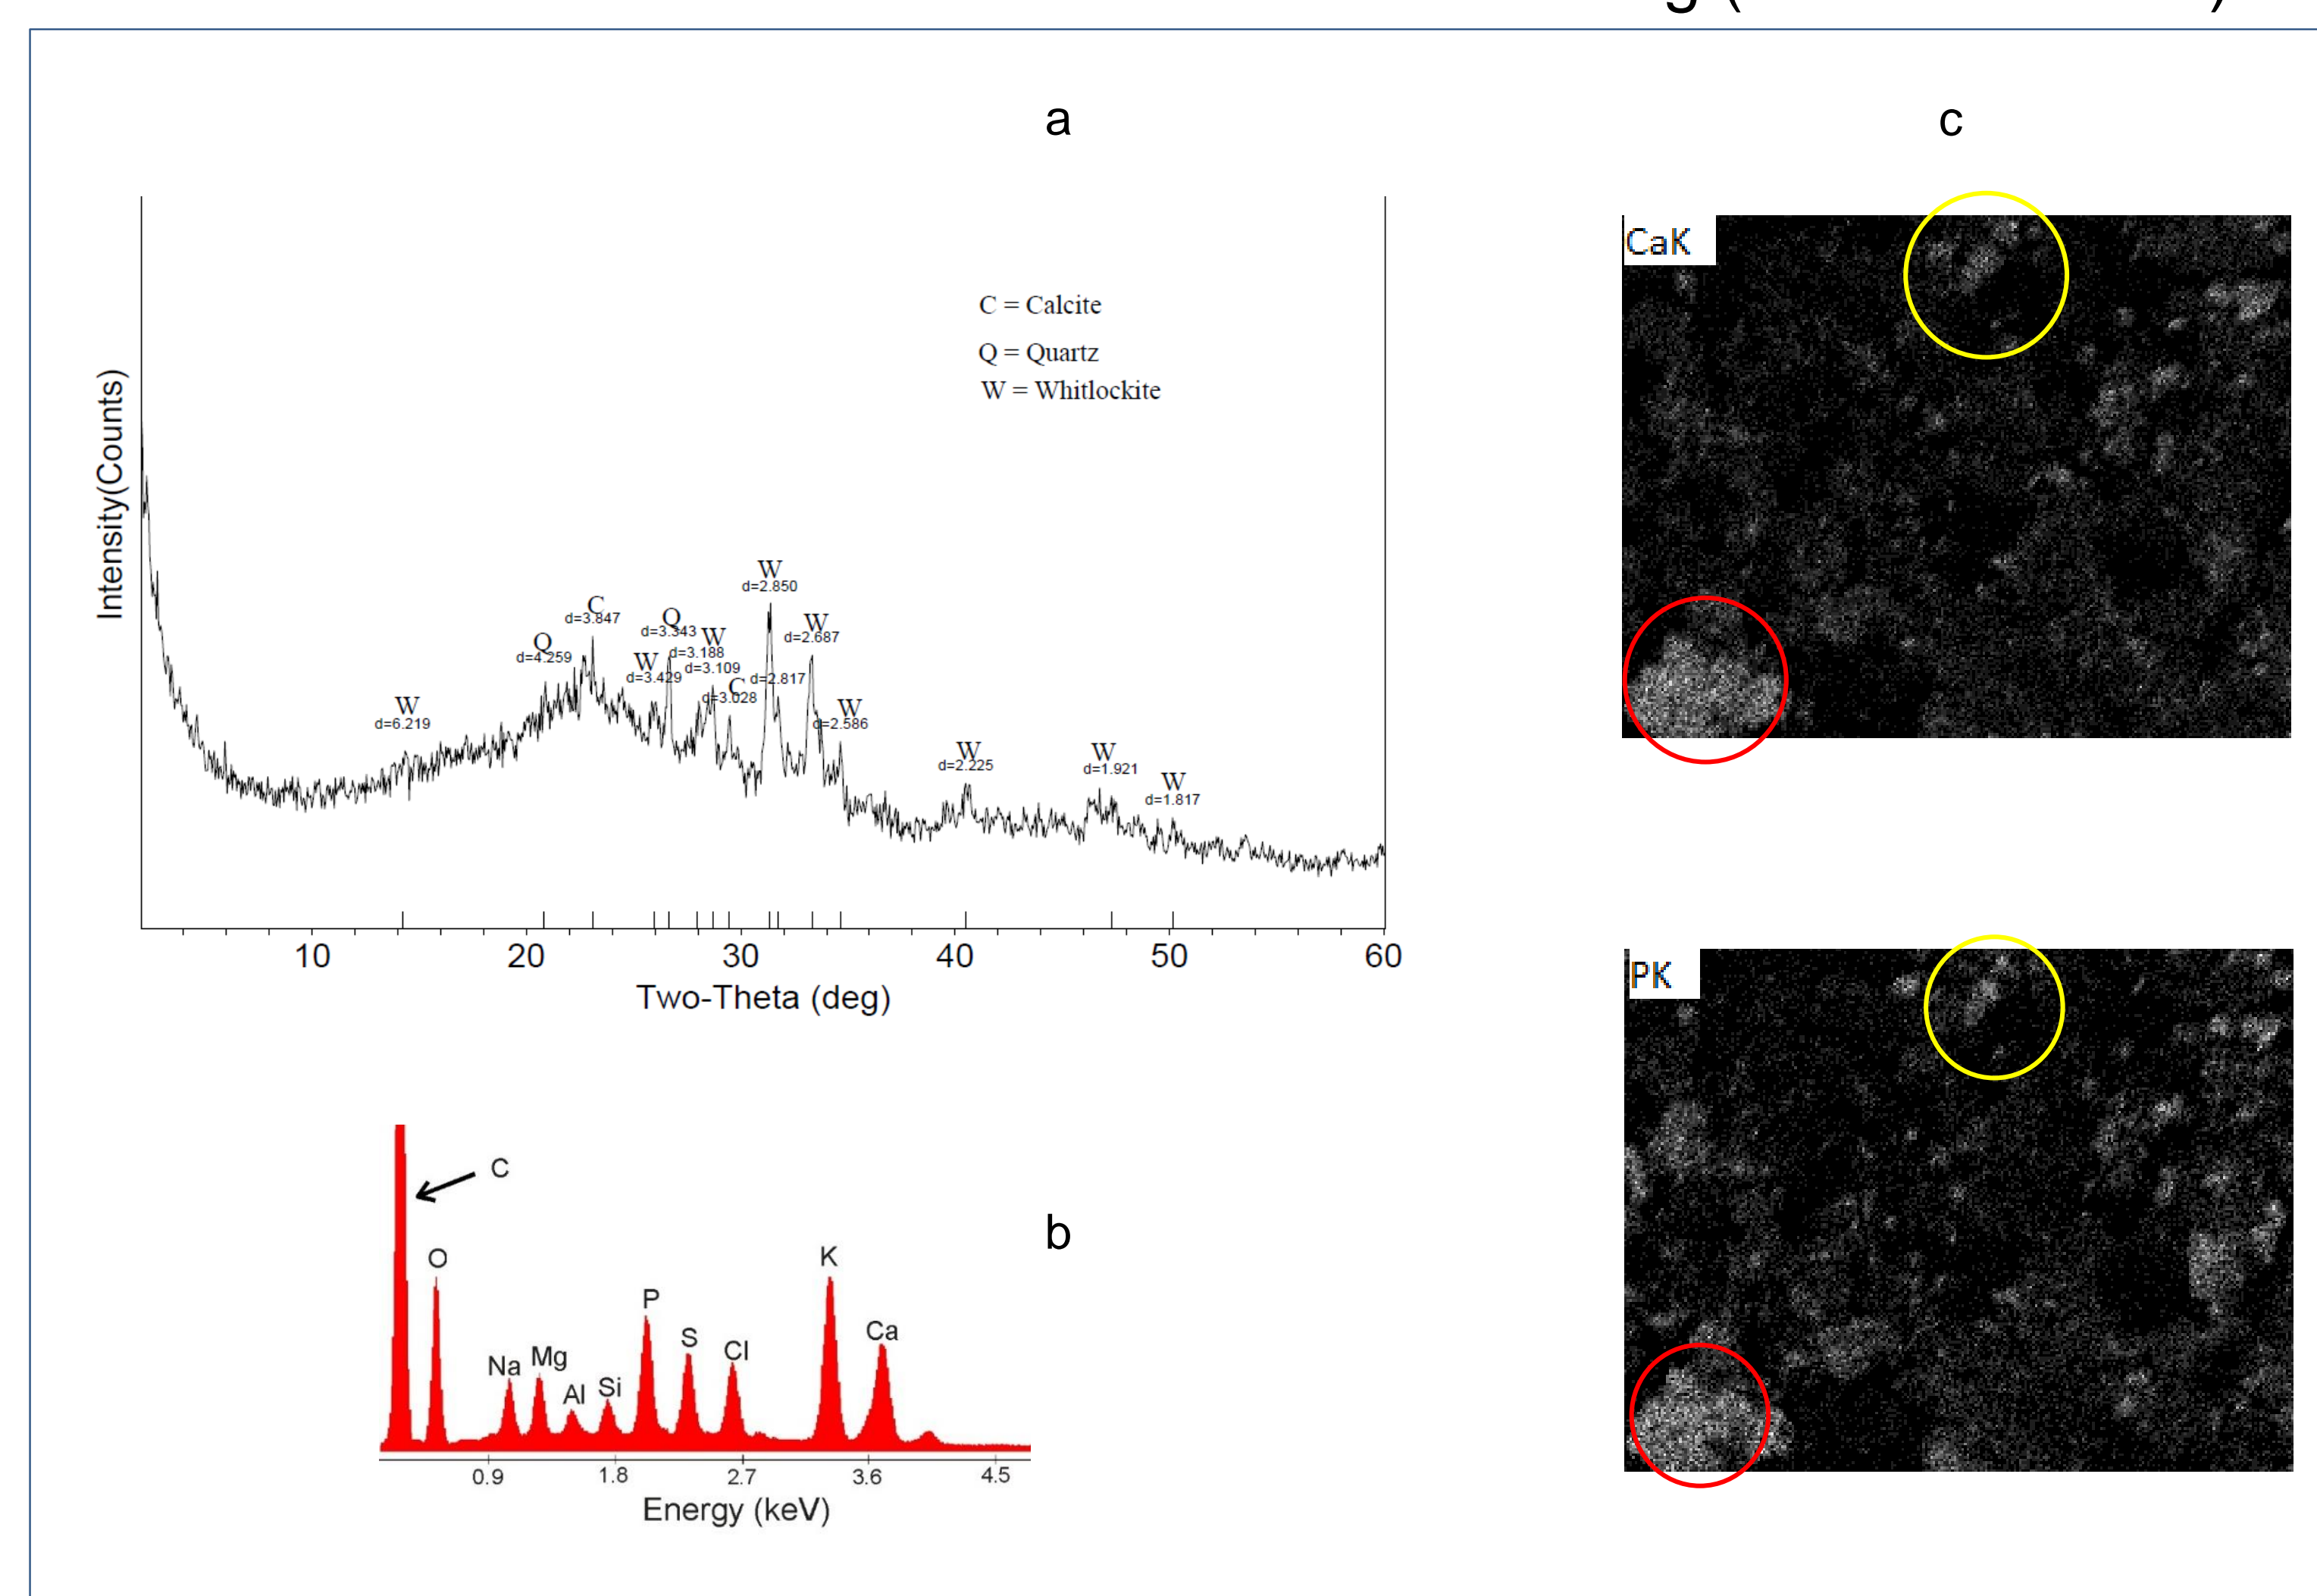 g ( )
a
c
Intensity(Counts)
C = Calcite
Q = Quartz
W = Whitlockite
W
d=6.219
Q
d=4.259
C
d=3.847
W
d=3.429
Q
d=3.343
d=3.188
W
d=3.109
C
d=3.028
W
d=2.850
d=2.817
W
d=2.687
W
d=2.586
W
d=2.225
W
d=1.921
W
d=1.817
10 20 30 40 50 60
Two-Theta (deg)
CaK
PK
b
C
O
Na
Mg
Al
Si
P
S
Cl
K
Ca
0.9 1.8 2.7 3.6 4.5
Energy (keV)